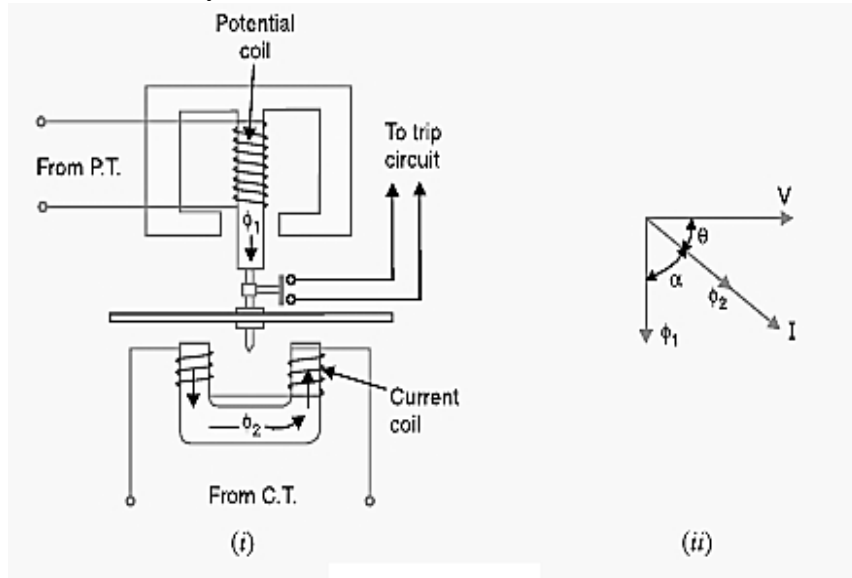 Potential
coil
From P.T.
To trip
circuit
ϕ₁
V
θ
α
ϕ₂
I
ϕ₁
Current
coil
ϕ₂
From C.T.
(i)
(ii)